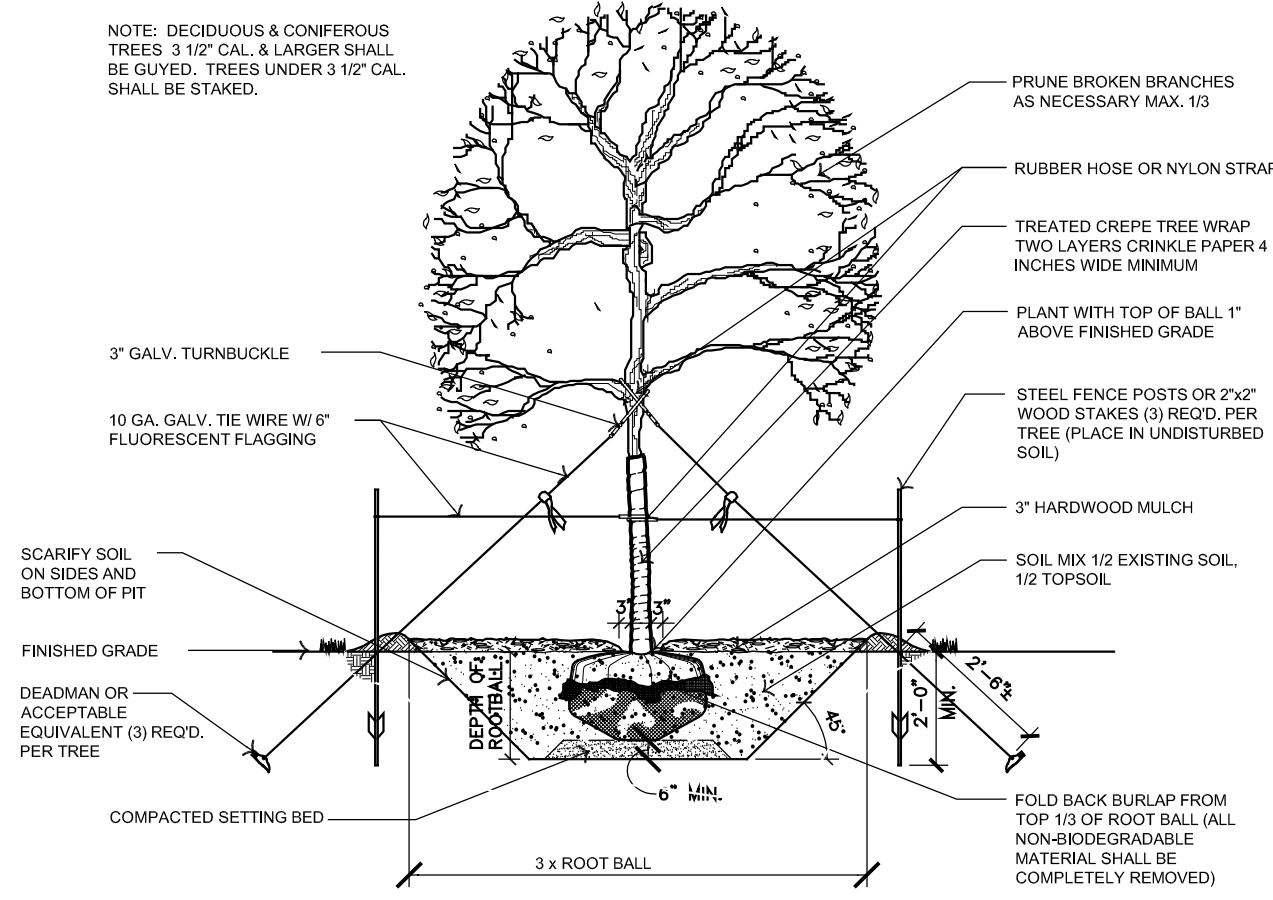 NOTE: DECIDUOUS & CONIFEROUS
TREES 3 1/2" CAL. & LARGER SHALL
BE GUYED. TREES UNDER 3 1/2" CAL.
SHALL BE STAKED.
3" GALV. TURNBUCKLE
10 GA. GALV. TIE WIRE W/ 6"
FLUORESCENT FLAGGING
SCARIFY SOIL
ON SIDES AND
BOTTOM OF PIT
FINISHED GRADE
DEADMAN OR
ACCEPTABLE
EQUIVALENT (3) REQ'D.
PER TREE
COMPACTED SETTING BED
PRUNE BROKEN BRANCHES
AS NECESSARY MAX. 1/3
RUBBER HOSE OR NYLON STRAP
TREATED CREPE TREE WRAP
TWO LAYERS CRINKLE PAPER 4
INCHES WIDE MINIMUM
PLANT WITH TOP OF BALL 1"
ABOVE FINISHED GRADE
STEEL FENCE POSTS OR 2"x2"
WOOD STAKES (3) REQ'D. PER
TREE (PLACE IN UNDISTURBED
SOIL)
3" HARDWOOD MULCH
SOIL MIX 1/2 EXISTING SOIL,
1/2 TOPSOIL
FOLD BACK BURLAP FROM
TOP 1/3 OF ROOT BALL (ALL
NON-BIODEGRADABLE
MATERIAL SHALL BE
COMPLETELY REMOVED)
3" 3"
DEPTH OF
ROOTBALL
45°
2'-0"
MIN.
2'-6"±
6" MIN.
3 x ROOT BALL